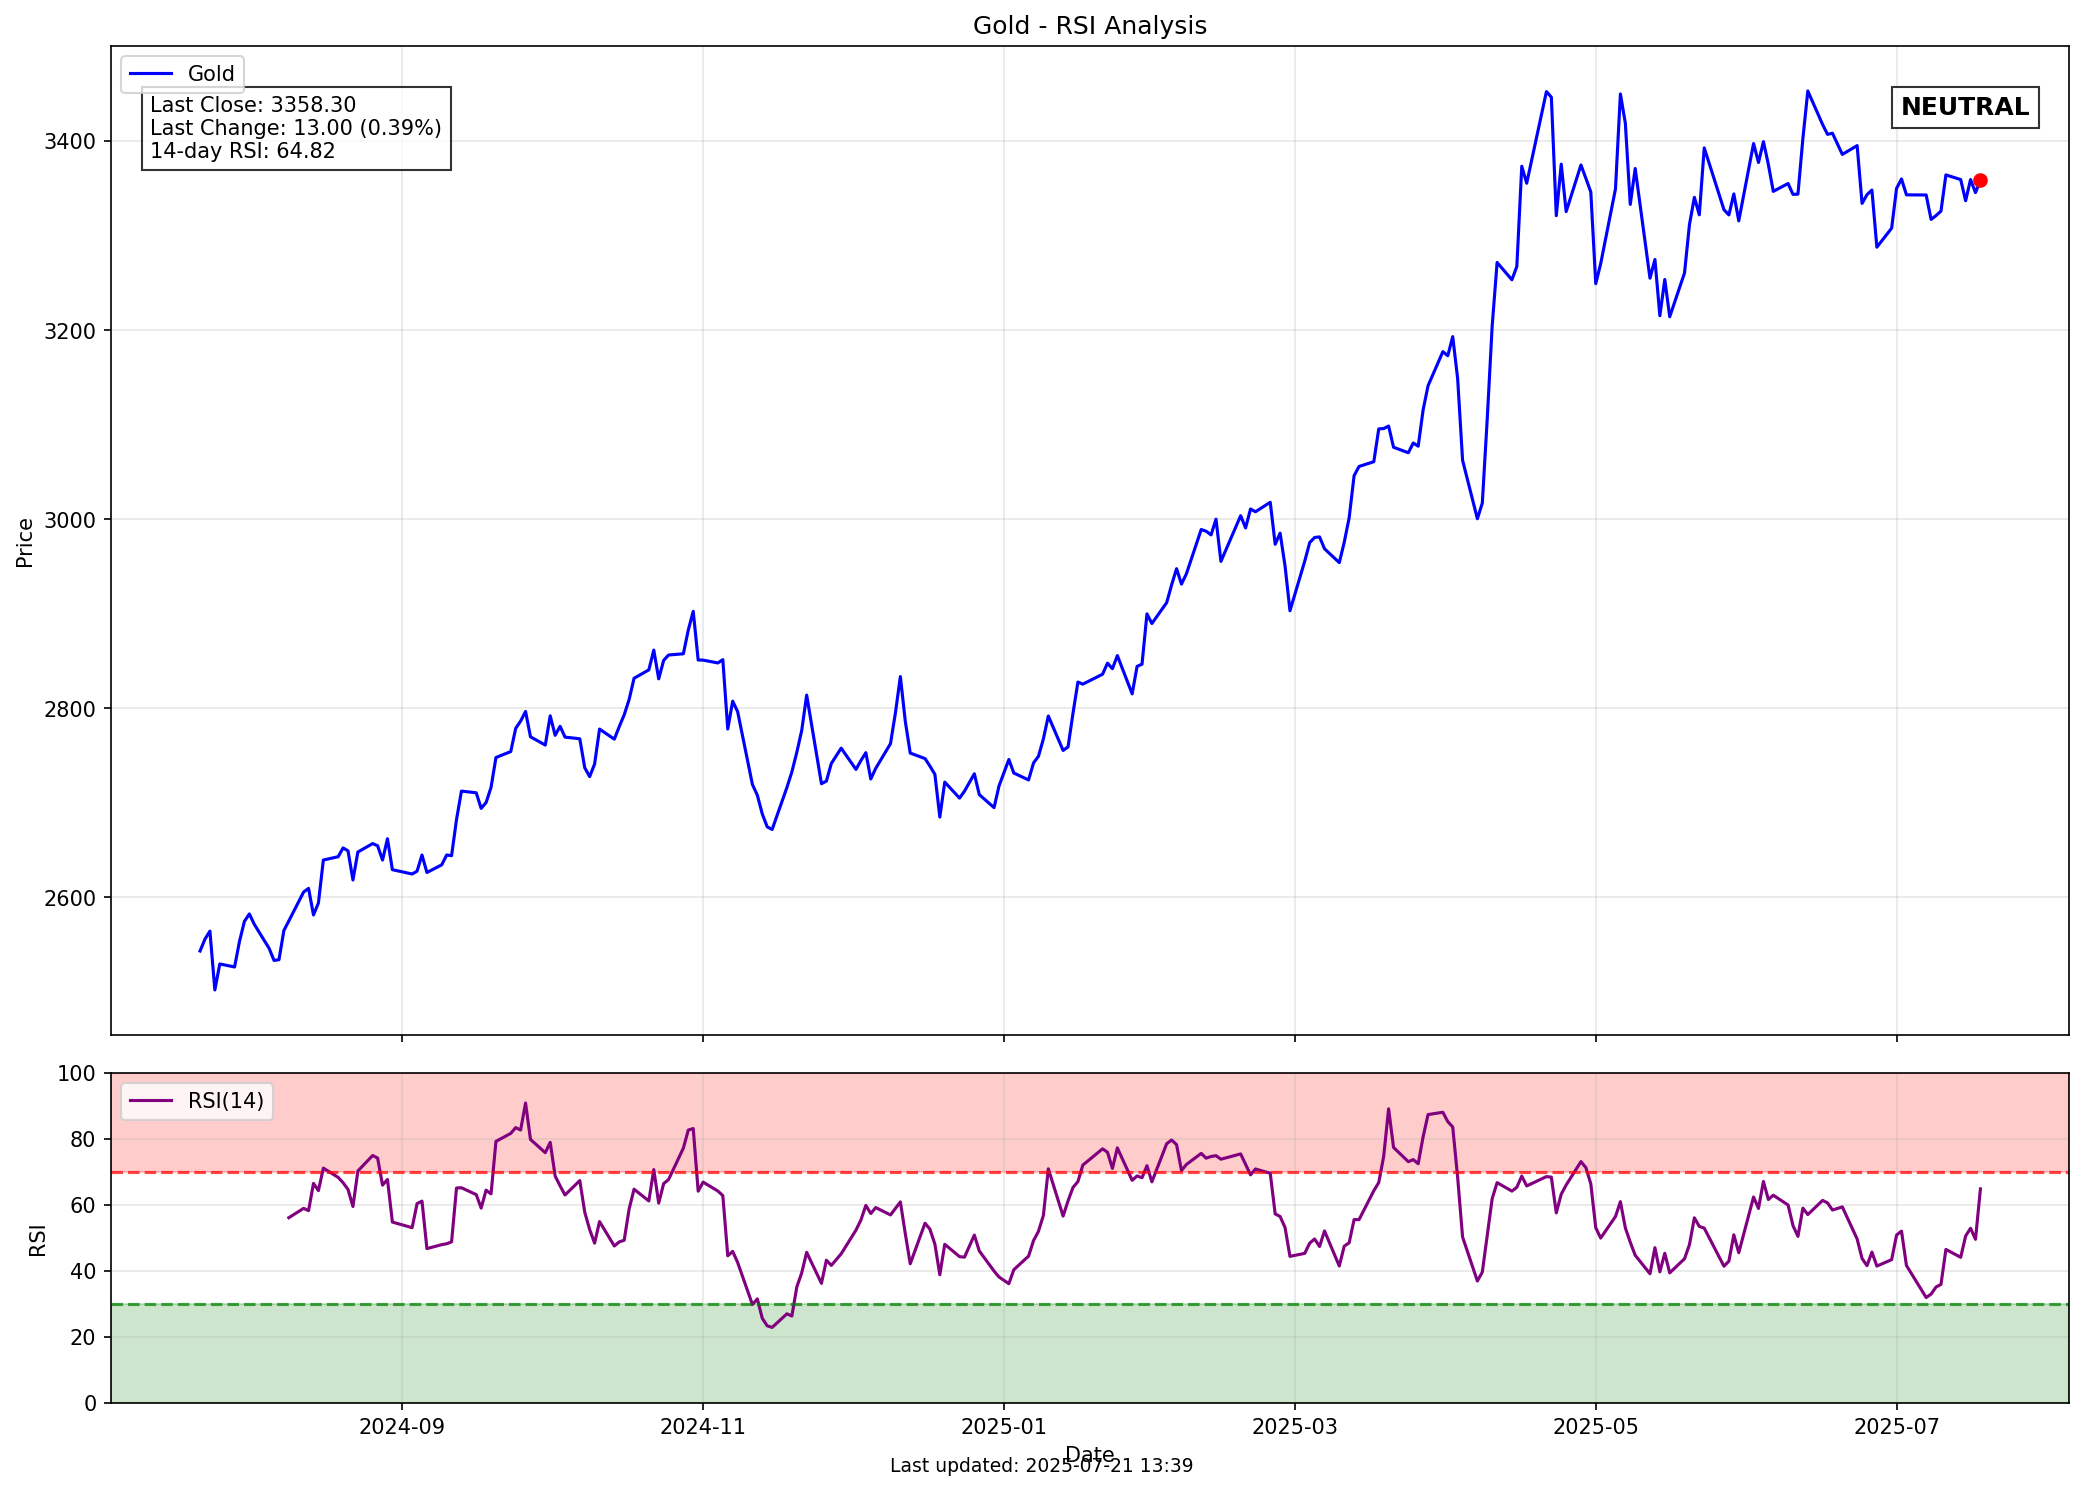 Gold - RSI Analysis
Gold
Last Close: 3358.30
Last Change: 13.00 (0.39%)
14-day RSI: 64.82
NEUTRAL
Price
3400
3200
3000
2800
2600
RSI(14)
RSI
100
80
60
40
20
0
2024-09
2024-11
2025-01
2025-03
2025-05
2025-07
Date
Last updated: 2025-07-21 13:39